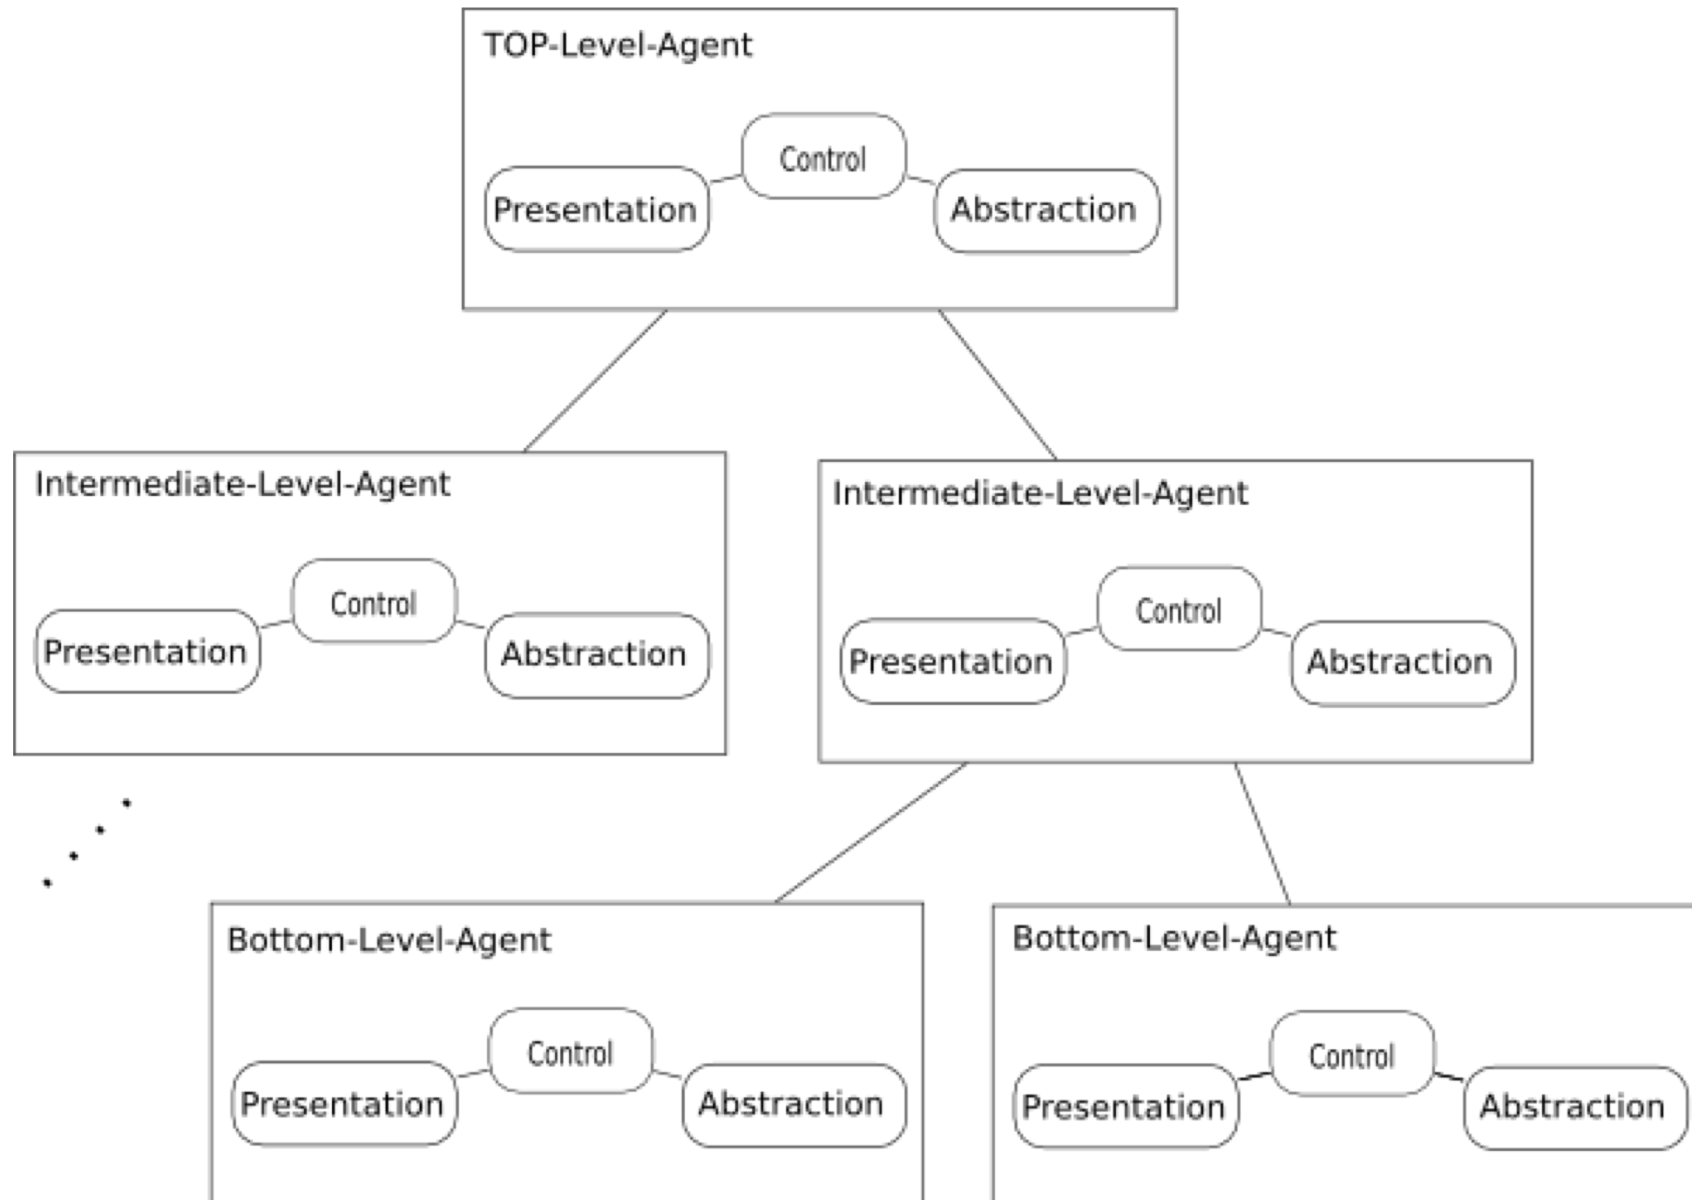 TOP-Level-Agent
Control
Presentation
Abstraction
Intermediate-Level-Agent
Control
Presentation
Abstraction
Intermediate-Level-Agent
Control
Presentation
Abstraction
Bottom-Level-Agent
Control
Presentation
Abstraction
Bottom-Level-Agent
Control
Presentation
Abstraction